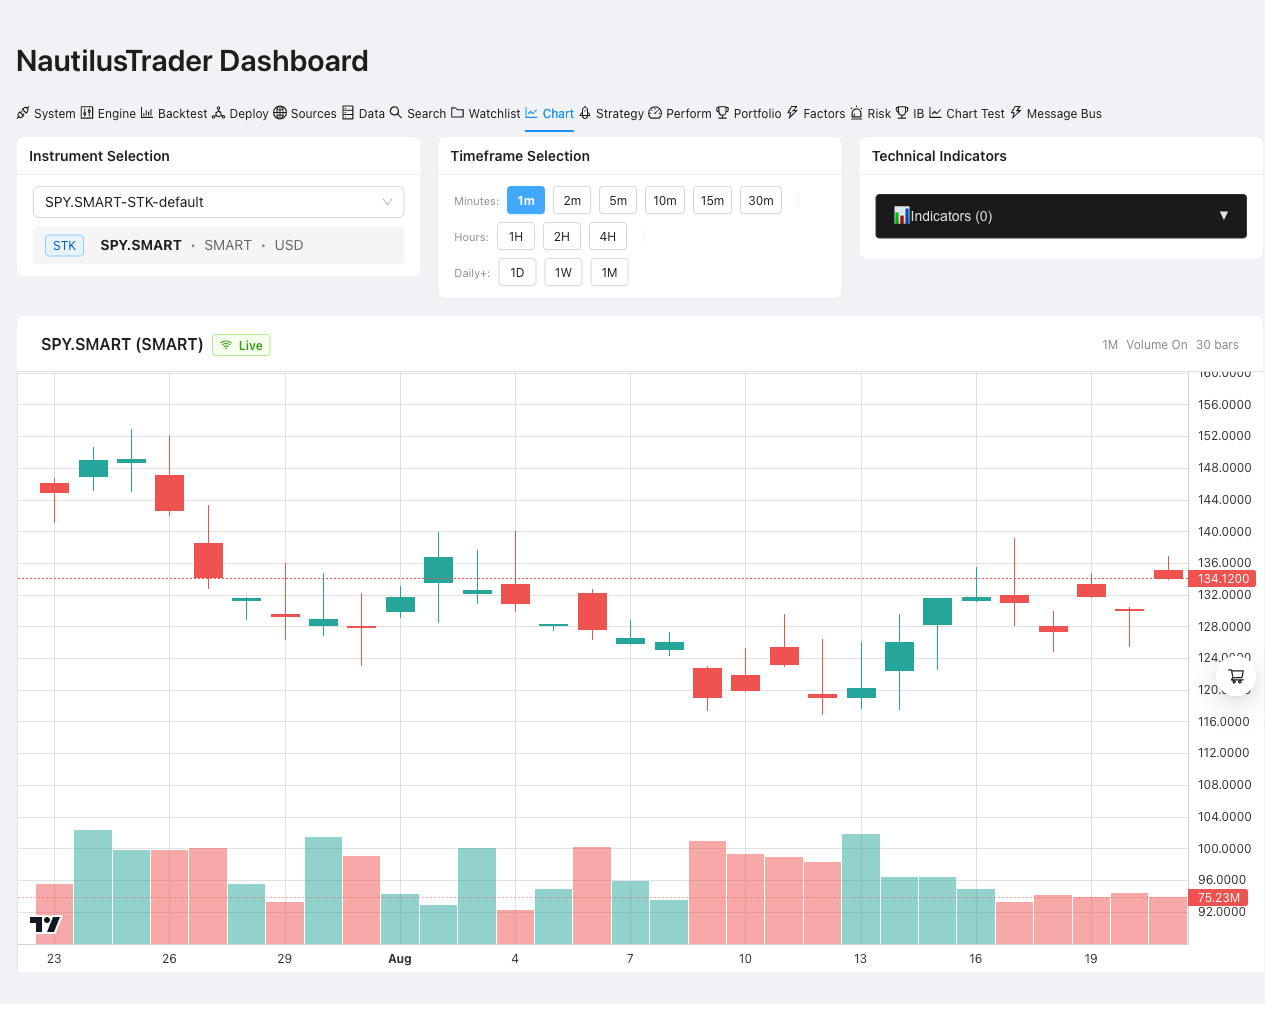 NautilusTrader Dashboard
System Engine Backtest Deploy Sources Data Search Watchlist Chart Strategy Perform Portfolio Factors Risk IB Chart Test Message Bus
Instrument Selection
SPY.SMART-STK-default
STK SPY.SMART • SMART • USD
Timeframe Selection
Minutes: 1m 2m 5m 10m 15m 30m
Hours: 1H 2H 4H
Daily+: 1D 1W 1M
Technical Indicators
Indicators (0) ▼
SPY.SMART (SMART) Live
1M Volume On 30 bars
160.0000
156.0000
152.0000
148.0000
144.0000
140.0000
136.0000
134.1200
132.0000
128.0000
124.0000
116.0000
112.0000
108.0000
104.0000
100.0000
96.0000
75.23M
92.0000
23 26 29 Aug 4 7 10 13 16 19